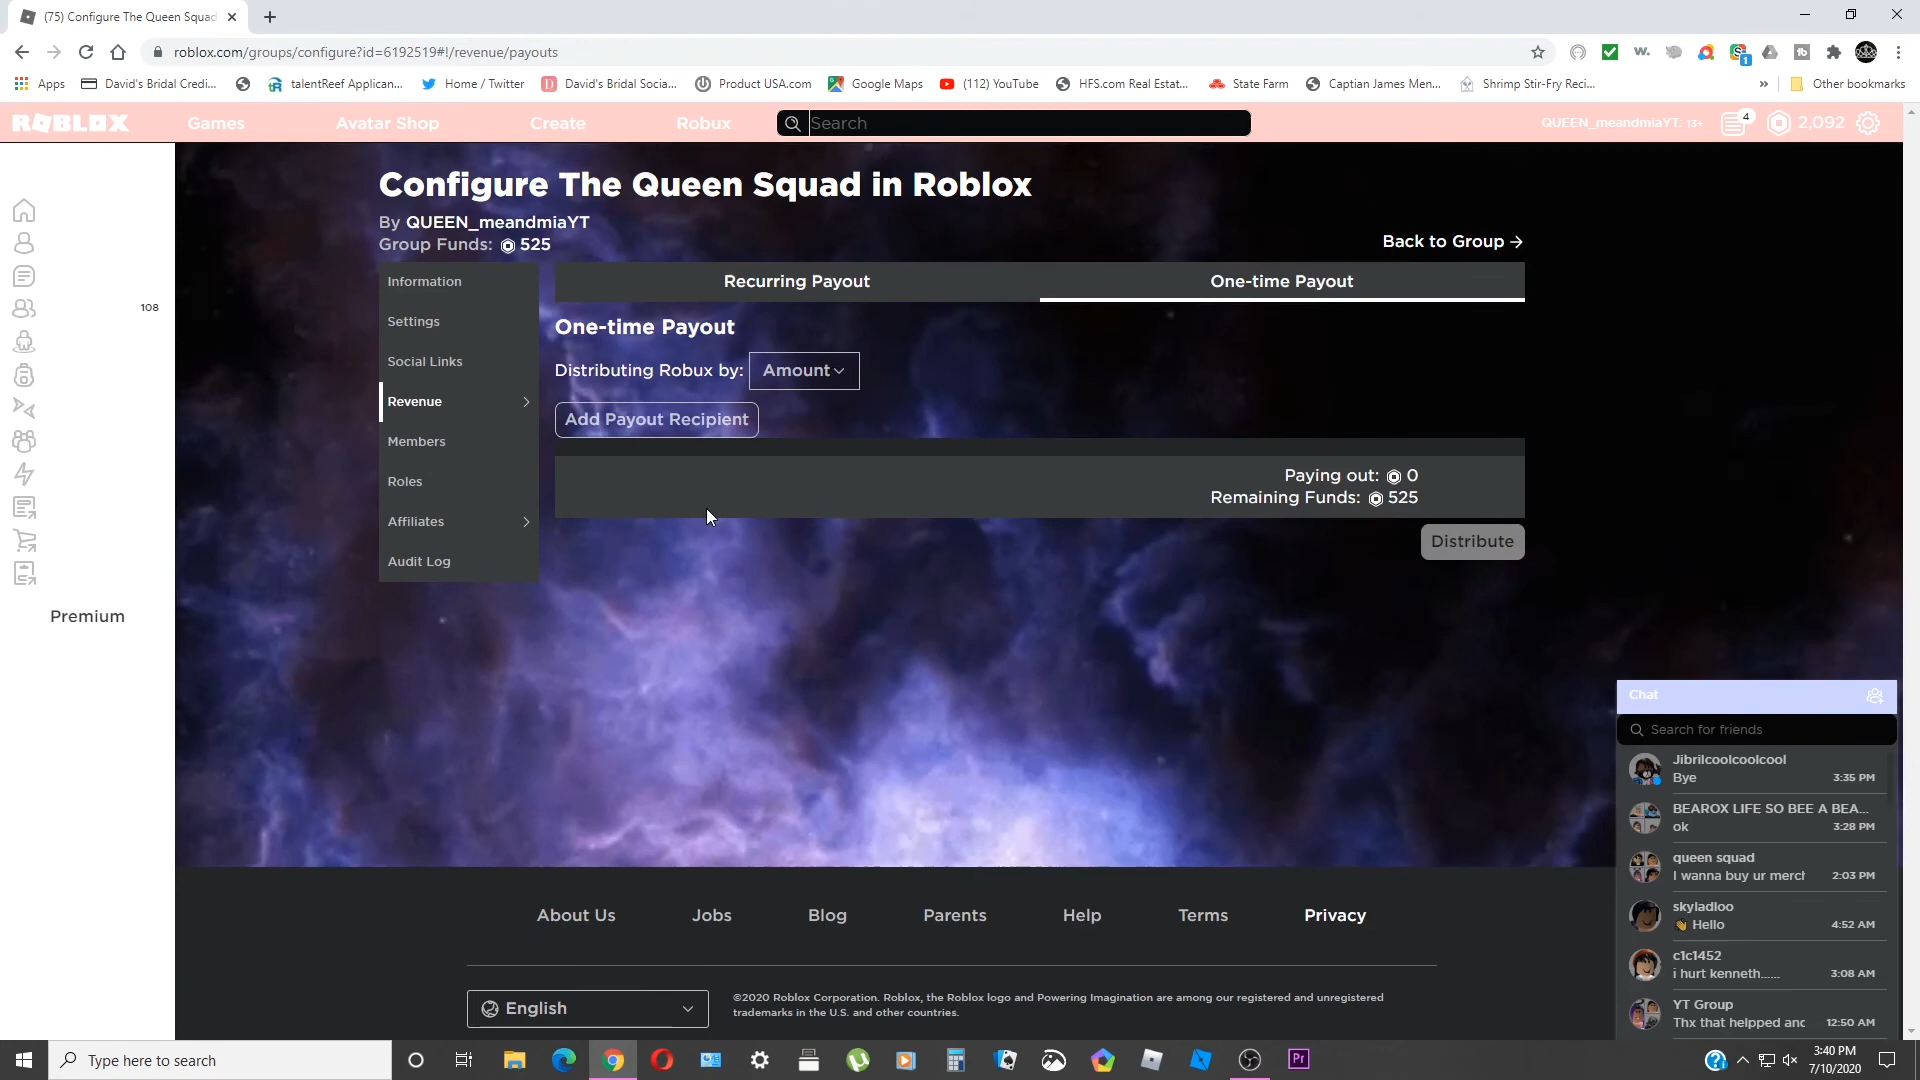 (75) Configure The Queen Squad
roblox.com/groups/configure?id=6192519#!/revenue/payouts
Apps
David's Bridal Credi...
talentReef Applican...
Home / Twitter
David's Bridal Socia...
Product USA.com
Google Maps
(112) YouTube
HFS.com Real Estat...
State Farm
Captian James Men...
Shrimp Stir-Fry Reci...
»
Other bookmarks
ROBLOX
Games
Avatar Shop
Create
Robux
Search
QUEEN_meandmiaYT: 13+
4
2,092
Configure The Queen Squad in Roblox
By QUEEN_meandmiaYT
Group Funds: 525
Back to Group →
108
Premium
Information
Settings
Social Links
Revenue
Members
Roles
Affiliates
Audit Log
Recurring Payout
One-time Payout
One-time Payout
Distributing Robux by: Amount
Add Payout Recipient
Paying out: 0
Remaining Funds: 525
Distribute
Chat
Search for friends
Jibrilcoolcoolcool
Bye 3:35 PM
BEAROX LIFE SO BEE A BEA...
ok 3:28 PM
queen squad
I wanna buy ur merch 2:03 PM
skyladloo
👋 Hello 4:52 AM
c1c1452
i hurt kenneth...... 3:08 AM
YT Group
Thx that helpped and 12:50 AM
About Us
Jobs
Blog
Parents
Help
Terms
Privacy
English
©2020 Roblox Corporation. Roblox, the Roblox logo and Powering Imagination are among our registered and unregistered
trademarks in the U.S. and other countries.
Type here to search
Pr
3:40 PM
7/10/2020